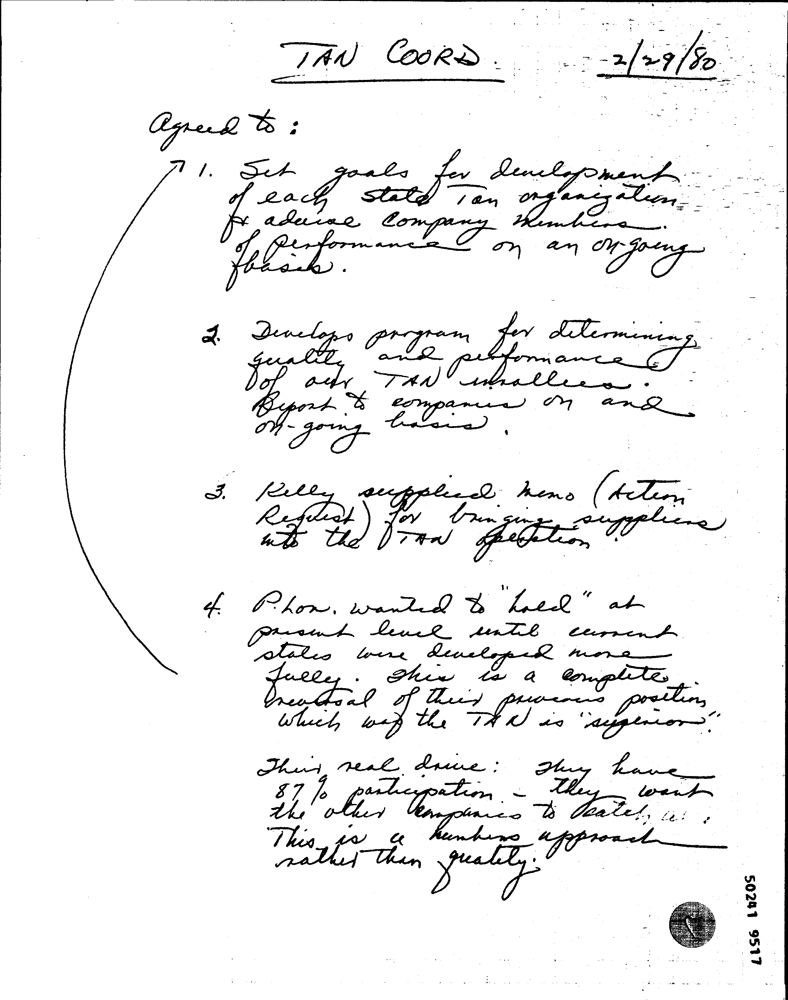 TAN COORD. 2/29/80
Agreed to :
1. Set goals for development
of each state Tan organization
& advise company members
of performance on an on-going
basis.
2. Develops program for determining
quality and performance
of our TAN enrollees.
Report to companies on and
on-going basis.
3. Kelly supplied memo (Action
Request) for bringing suppliers
into the TAN operation.
4. P. Lor. wanted to "hold" at
present level until current
states were developed more
fully. This is a complete
reversal of their previous position
which was the TAN is "superior".
Their real drive: They have
87% participation - they want
the other companies to catch up.
This is a numbers approach
rather than quality.
50241 9517